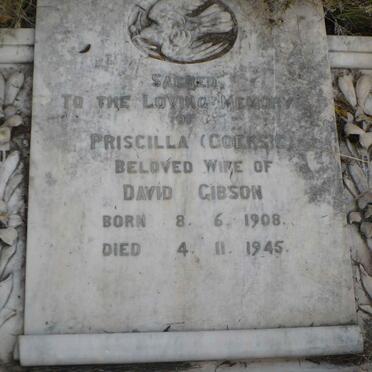 SACRED
TO THE LOVING MEMORY
OF
PRISCILLA
BELOVED WIFE OF
DAVID GIBSON
BORN 8. 6. 1908.
DIED 4. 11. 1945.